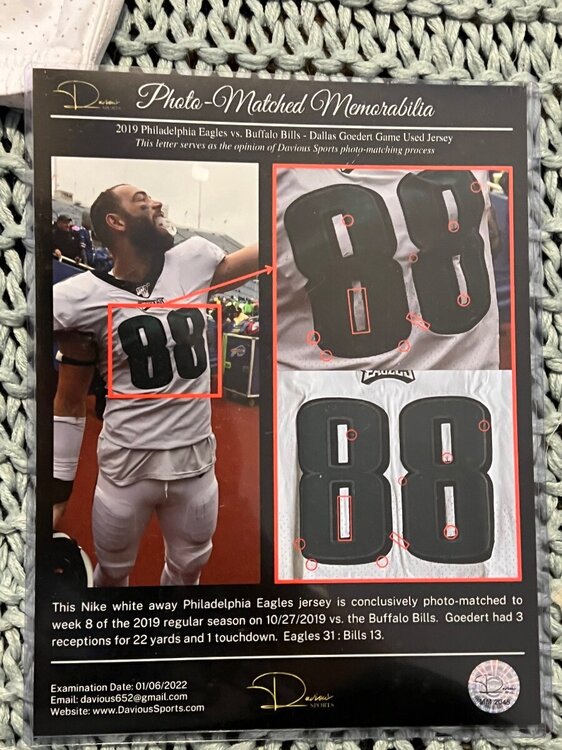 Davious
SPORTS
Photo-Matched Memorabilia
2019 Philadelphia Eagles vs. Buffalo Bills - Dallas Goedert Game Used Jersey
This letter serves as the opinion of Davious Sports photo-matching process
88
88
EAGLES
88
This Nike white away Philadelphia Eagles jersey is conclusively photo-matched to
week 8 of the 2019 regular season on 10/27/2019 vs. the Buffalo Bills. Goedert had 3
receptions for 22 yards and 1 touchdown. Eagles 31 : Bills 13.
Examination Date: 01/06/2022
Email: davious652@gmail.com
Website: www.DaviousSports.com
Davious
SPORTS